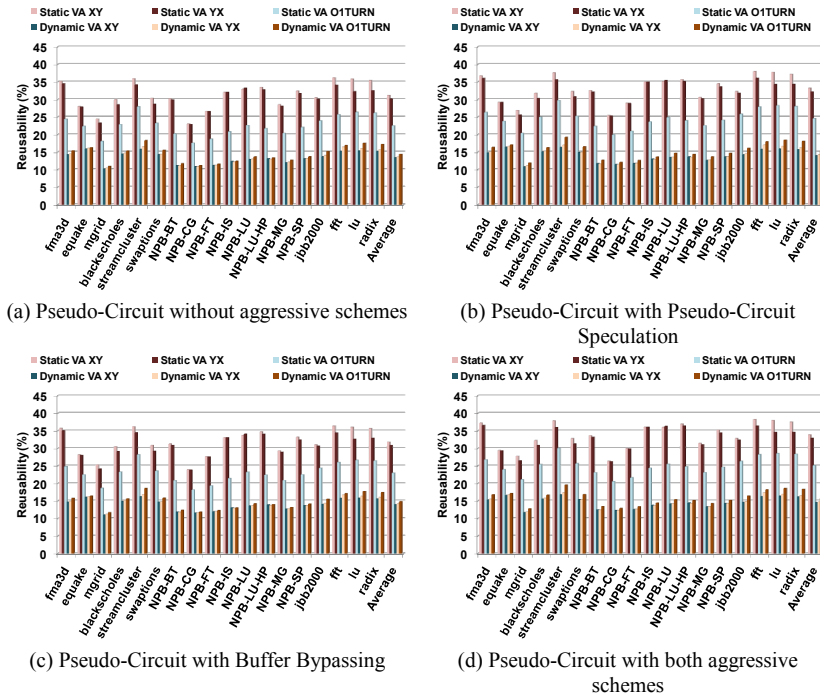 Static VA XY Static VA YX Static VA O1TURN
Dynamic VA XY Dynamic VA YX Dynamic VA O1TURN
Reusability (%)
45
40
35
30
25
20
15
10
5
0
fma3d
equake
mgrid
blackscholes
streamcluster
swaptions
NPB-BT
NPB-CG
NPB-FT
NPB-IS
NPB-LU
NPB-LU-HP
NPB-MG
NPB-SP
jbb2000
fft
lu
radix
Average
(a) Pseudo-Circuit without aggressive schemes
Static VA XY Static VA YX Static VA O1TURN
Dynamic VA XY Dynamic VA YX Dynamic VA O1TURN
Reusability (%)
45
40
35
30
25
20
15
10
5
0
fma3d
equake
mgrid
blackscholes
streamcluster
swaptions
NPB-BT
NPB-CG
NPB-FT
NPB-IS
NPB-LU
NPB-LU-HP
NPB-MG
NPB-SP
jbb2000
fft
lu
radix
Average
(b) Pseudo-Circuit with Pseudo-Circuit
Speculation
Static VA XY Static VA YX Static VA O1TURN
Dynamic VA XY Dynamic VA YX Dynamic VA O1TURN
Reusability (%)
45
40
35
30
25
20
15
10
5
0
fma3d
equake
mgrid
blackscholes
streamcluster
swaptions
NPB-BT
NPB-CG
NPB-FT
NPB-IS
NPB-LU
NPB-LU-HP
NPB-MG
NPB-SP
jbb2000
fft
lu
radix
Average
(c) Pseudo-Circuit with Buffer Bypassing
Static VA XY Static VA YX Static VA O1TURN
Dynamic VA XY Dynamic VA YX Dynamic VA O1TURN
Reusability (%)
45
40
35
30
25
20
15
10
5
0
fma3d
equake
mgrid
blackscholes
streamcluster
swaptions
NPB-BT
NPB-CG
NPB-FT
NPB-IS
NPB-LU
NPB-LU-HP
NPB-MG
NPB-SP
jbb2000
fft
lu
radix
Average
(d) Pseudo-Circuit with both aggressive
schemes